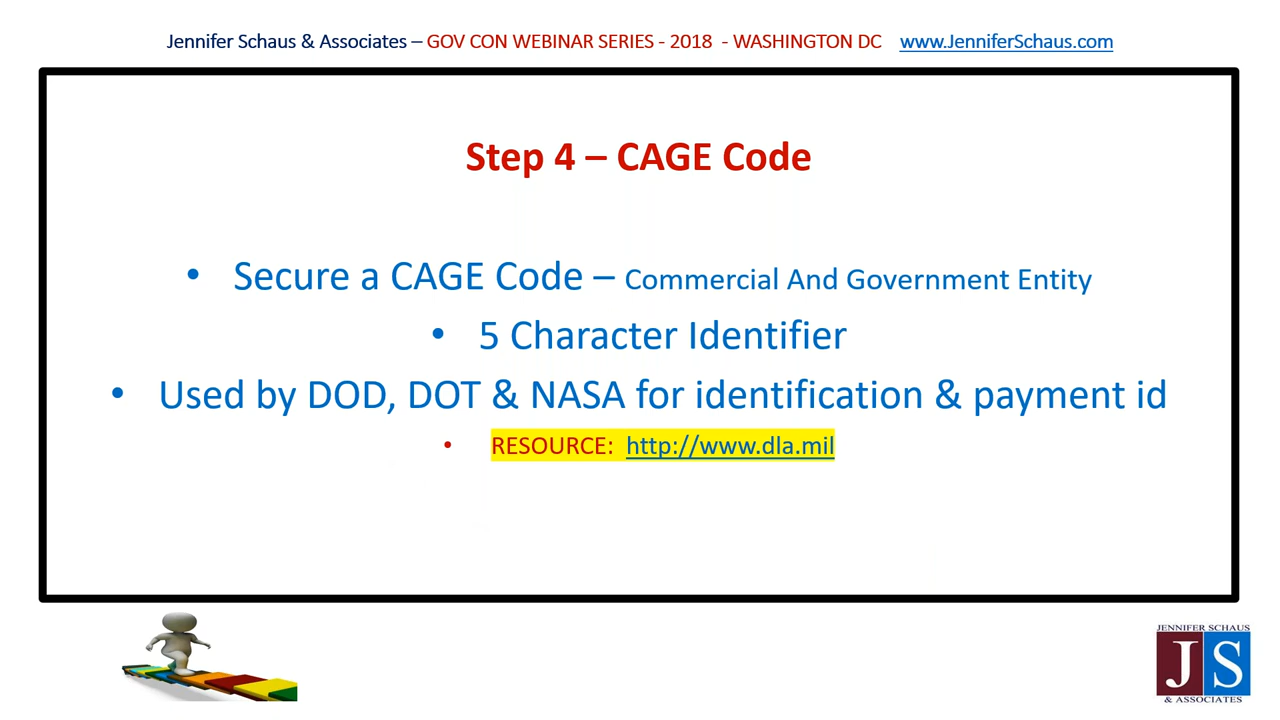 Jennifer Schaus & Associates – GOV CON WEBINAR SERIES - 2018 - WASHINGTON DC www.JenniferSchaus.com
Step 4 – CAGE Code
• Secure a CAGE Code – Commercial And Government Entity
• 5 Character Identifier
• Used by DOD, DOT & NASA for identification & payment id
• RESOURCE: http://www.dla.mil
JENNIFER SCHAUS
JS
& ASSOCIATES